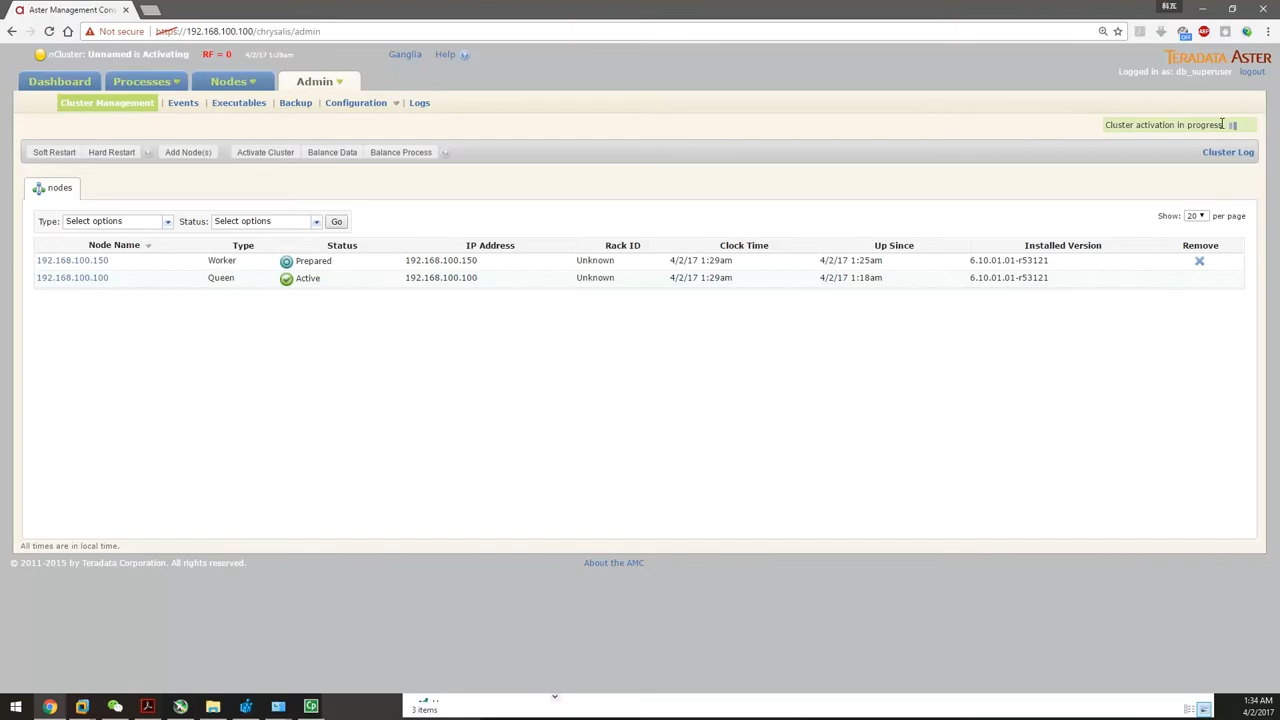 Aster Management Cons
科瓦
Not secure https://192.168.100.100/chrysalis/admin
OFF
ABP
nCluster: Unnamed is Activating RF = 0 4/2/17 1:29am Ganglia Help
TERADATA ASTER
Logged in as: db_superuser logout
Dashboard Processes Nodes Admin
Cluster Management Events Executables Backup Configuration Logs
Cluster activation in progress
Soft Restart Hard Restart Add Node(s) Activate Cluster Balance Data Balance Process Cluster Log
nodes
Type: Select options Status: Select options Go Show: 20 per page
Node Name Type Status IP Address Rack ID Clock Time Up Since Installed Version Remove
192.168.100.150 Worker Prepared 192.168.100.150 Unknown 4/2/17 1:29am 4/2/17 1:25am 6.10.01.01-r53121
192.168.100.100 Queen Active 192.168.100.100 Unknown 4/2/17 1:29am 4/2/17 1:18am 6.10.01.01-r53121
All times are in local time.
© 2011-2015 by Teradata Corporation. All rights reserved. About the AMC
Cp
3 items
1:34 AM
4/2/2017